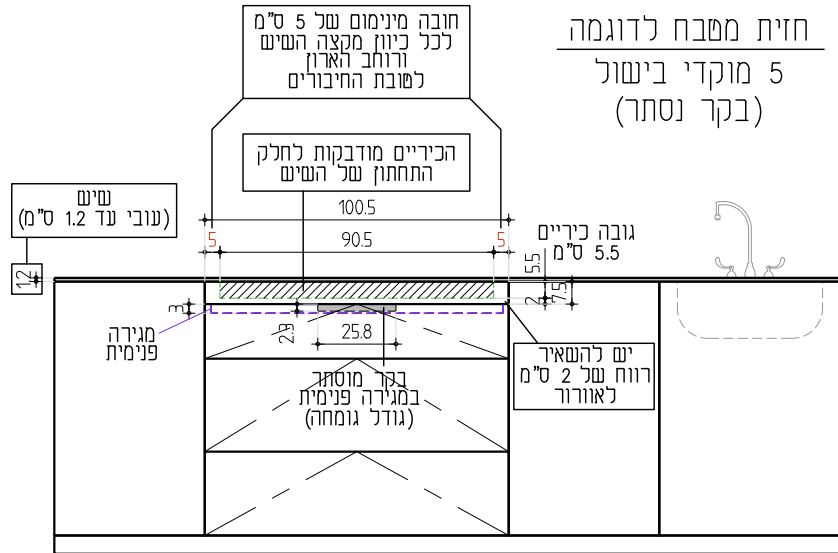 חזית מטבח לדוגמה
5 מוקדי בישול
(בקר נסתר)
חובה מינימום של 5 ס"מ
לכל כיוון מקצה השיש
ורוחב הארון
לטובת החיבורים
הכיריים מודבקות לחלק
התחתון של השיש
שיש
(עובי עד 1.2 ס"מ)
1.2
100.5
5
90.5
5
גובה כיריים
5.5 ס"מ
5.5
2
7.5
3
2.3
25.8
מגירה
פנימית
בקר מוסתר
במגירה פנימית
(גודל גומחה)
יש להשאיר
רווח של 2 ס"מ
לאוורור